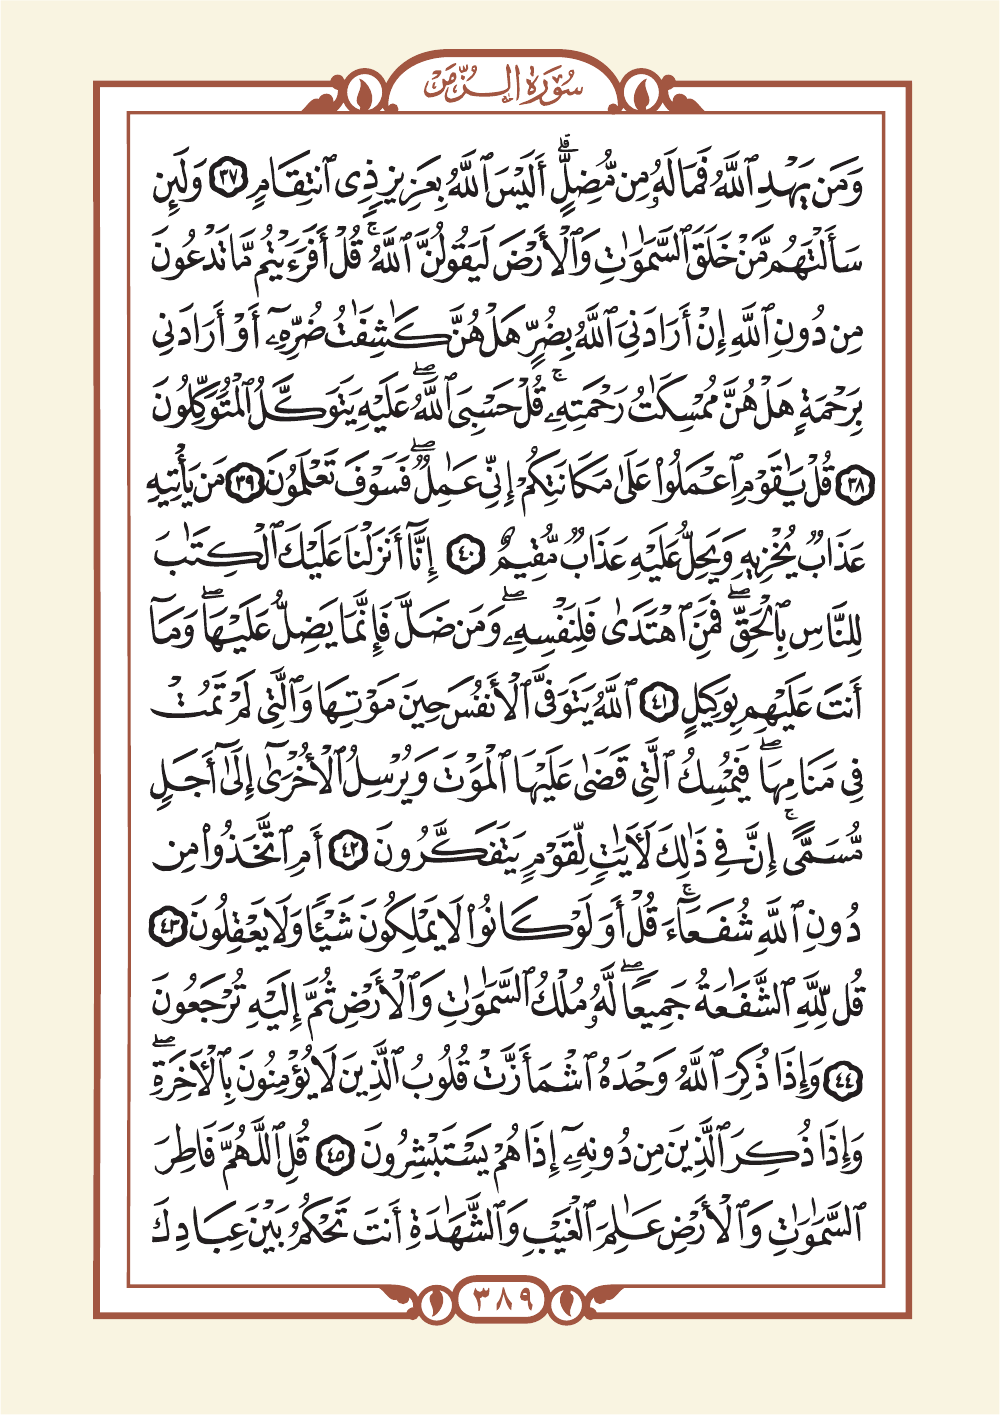 سُورَةُ الزُّمَر
وَمَن يَهْدِ ٱللَّهُ فَمَا لَهُۥ مِن مُّضِلٍّۗ أَلَيْسَ ٱللَّهُ بِعَزِيزٍ ذِى ٱنتِقَامٍ ٣٧ وَلَئِن
سَأَلْتَهُم مَّنْ خَلَقَ ٱلسَّمَٰوَٰتِ وَٱلْأَرْضَ لَيَقُولُنَّ ٱللَّهُۚ قُلْ أَفَرَءَيْتُم مَّا تَدْعُونَ
مِن دُونِ ٱللَّهِ إِنْ أَرَادَنِىَ ٱللَّهُ بِضُرٍّ هَلْ هُنَّ كَٰشِفَٰتُ ضُرِّهِۦٓ أَوْ أَرَادَنِى
بِرَحْمَةٍ هَلْ هُنَّ مُمْسِكَٰتُ رَحْمَتِهِۦۚ قُلْ حَسْبِىَ ٱللَّهُۖ عَلَيْهِ يَتَوَكَّلُ ٱلْمُتَوَكِّلُونَ
٣٨ قُلْ يَٰقَوْمِ ٱعْمَلُوا۟ عَلَىٰ مَكَانَتِكُمْ إِنِّى عَٰمِلٌۖ فَسَوْفَ تَعْلَمُونَ ٣٩ مَن يَأْتِيهِ
عَذَابٌ يُخْزِيهِ وَيَحِلُّ عَلَيْهِ عَذَابٌ مُّقِيمٌ ٤٠ إِنَّآ أَنزَلْنَا عَلَيْكَ ٱلْكِتَٰبَ
لِلنَّاسِ بِٱلْحَقِّۖ فَمَنِ ٱهْتَدَىٰ فَلِنَفْسِهِۦۖ وَمَن ضَلَّ فَإِنَّمَا يَضِلُّ عَلَيْهَاۖ وَمَآ
أَنتَ عَلَيْهِم بِوَكِيلٍ ٤١ ٱللَّهُ يَتَوَفَّى ٱلْأَنفُسَ حِينَ مَوْتِهَا وَٱلَّتِى لَمْ تَمُتْ
فِى مَنَامِهَاۖ فَيُمْسِكُ ٱلَّتِى قَضَىٰ عَلَيْهَا ٱلْمَوْتَ وَيُرْسِلُ ٱلْأُخْرَىٰٓ إِلَىٰٓ أَجَلٍ
مُّسَمًّىۚ إِنَّ فِى ذَٰلِكَ لَءَايَٰتٍ لِّقَوْمٍ يَتَفَكَّرُونَ ٤٢ أَمِ ٱتَّخَذُوا۟ مِن
دُونِ ٱللَّهِ شُفَعَآءَۚ قُلْ أَوَلَوْ كَانُوا۟ لَا يَمْلِكُونَ شَيْـًٔا وَلَا يَعْقِلُونَ ٤٣
قُل لِّلَّهِ ٱلشَّفَٰعَةُ جَمِيعًاۖ لَّهُۥ مُلْكُ ٱلسَّمَٰوَٰتِ وَٱلْأَرْضِ ثُمَّ إِلَيْهِ تُرْجَعُونَ
٤٤ وَإِذَا ذُكِرَ ٱللَّهُ وَحْدَهُ ٱشْمَأَزَّتْ قُلُوبُ ٱلَّذِينَ لَا يُؤْمِنُونَ بِٱلْءَاخِرَةِۖ
وَإِذَا ذُكِرَ ٱلَّذِينَ مِن دُونِهِۦٓ إِذَا هُمْ يَسْتَبْشِرُونَ ٤٥ قُلِ ٱللَّهُمَّ فَاطِرَ
ٱلسَّمَٰوَٰتِ وَٱلْأَرْضِ عَٰلِمَ ٱلْغَيْبِ وَٱلشَّهَٰدَةِ أَنتَ تَحْكُمُ بَيْنَ عِبَادِكَ
٣٨٩